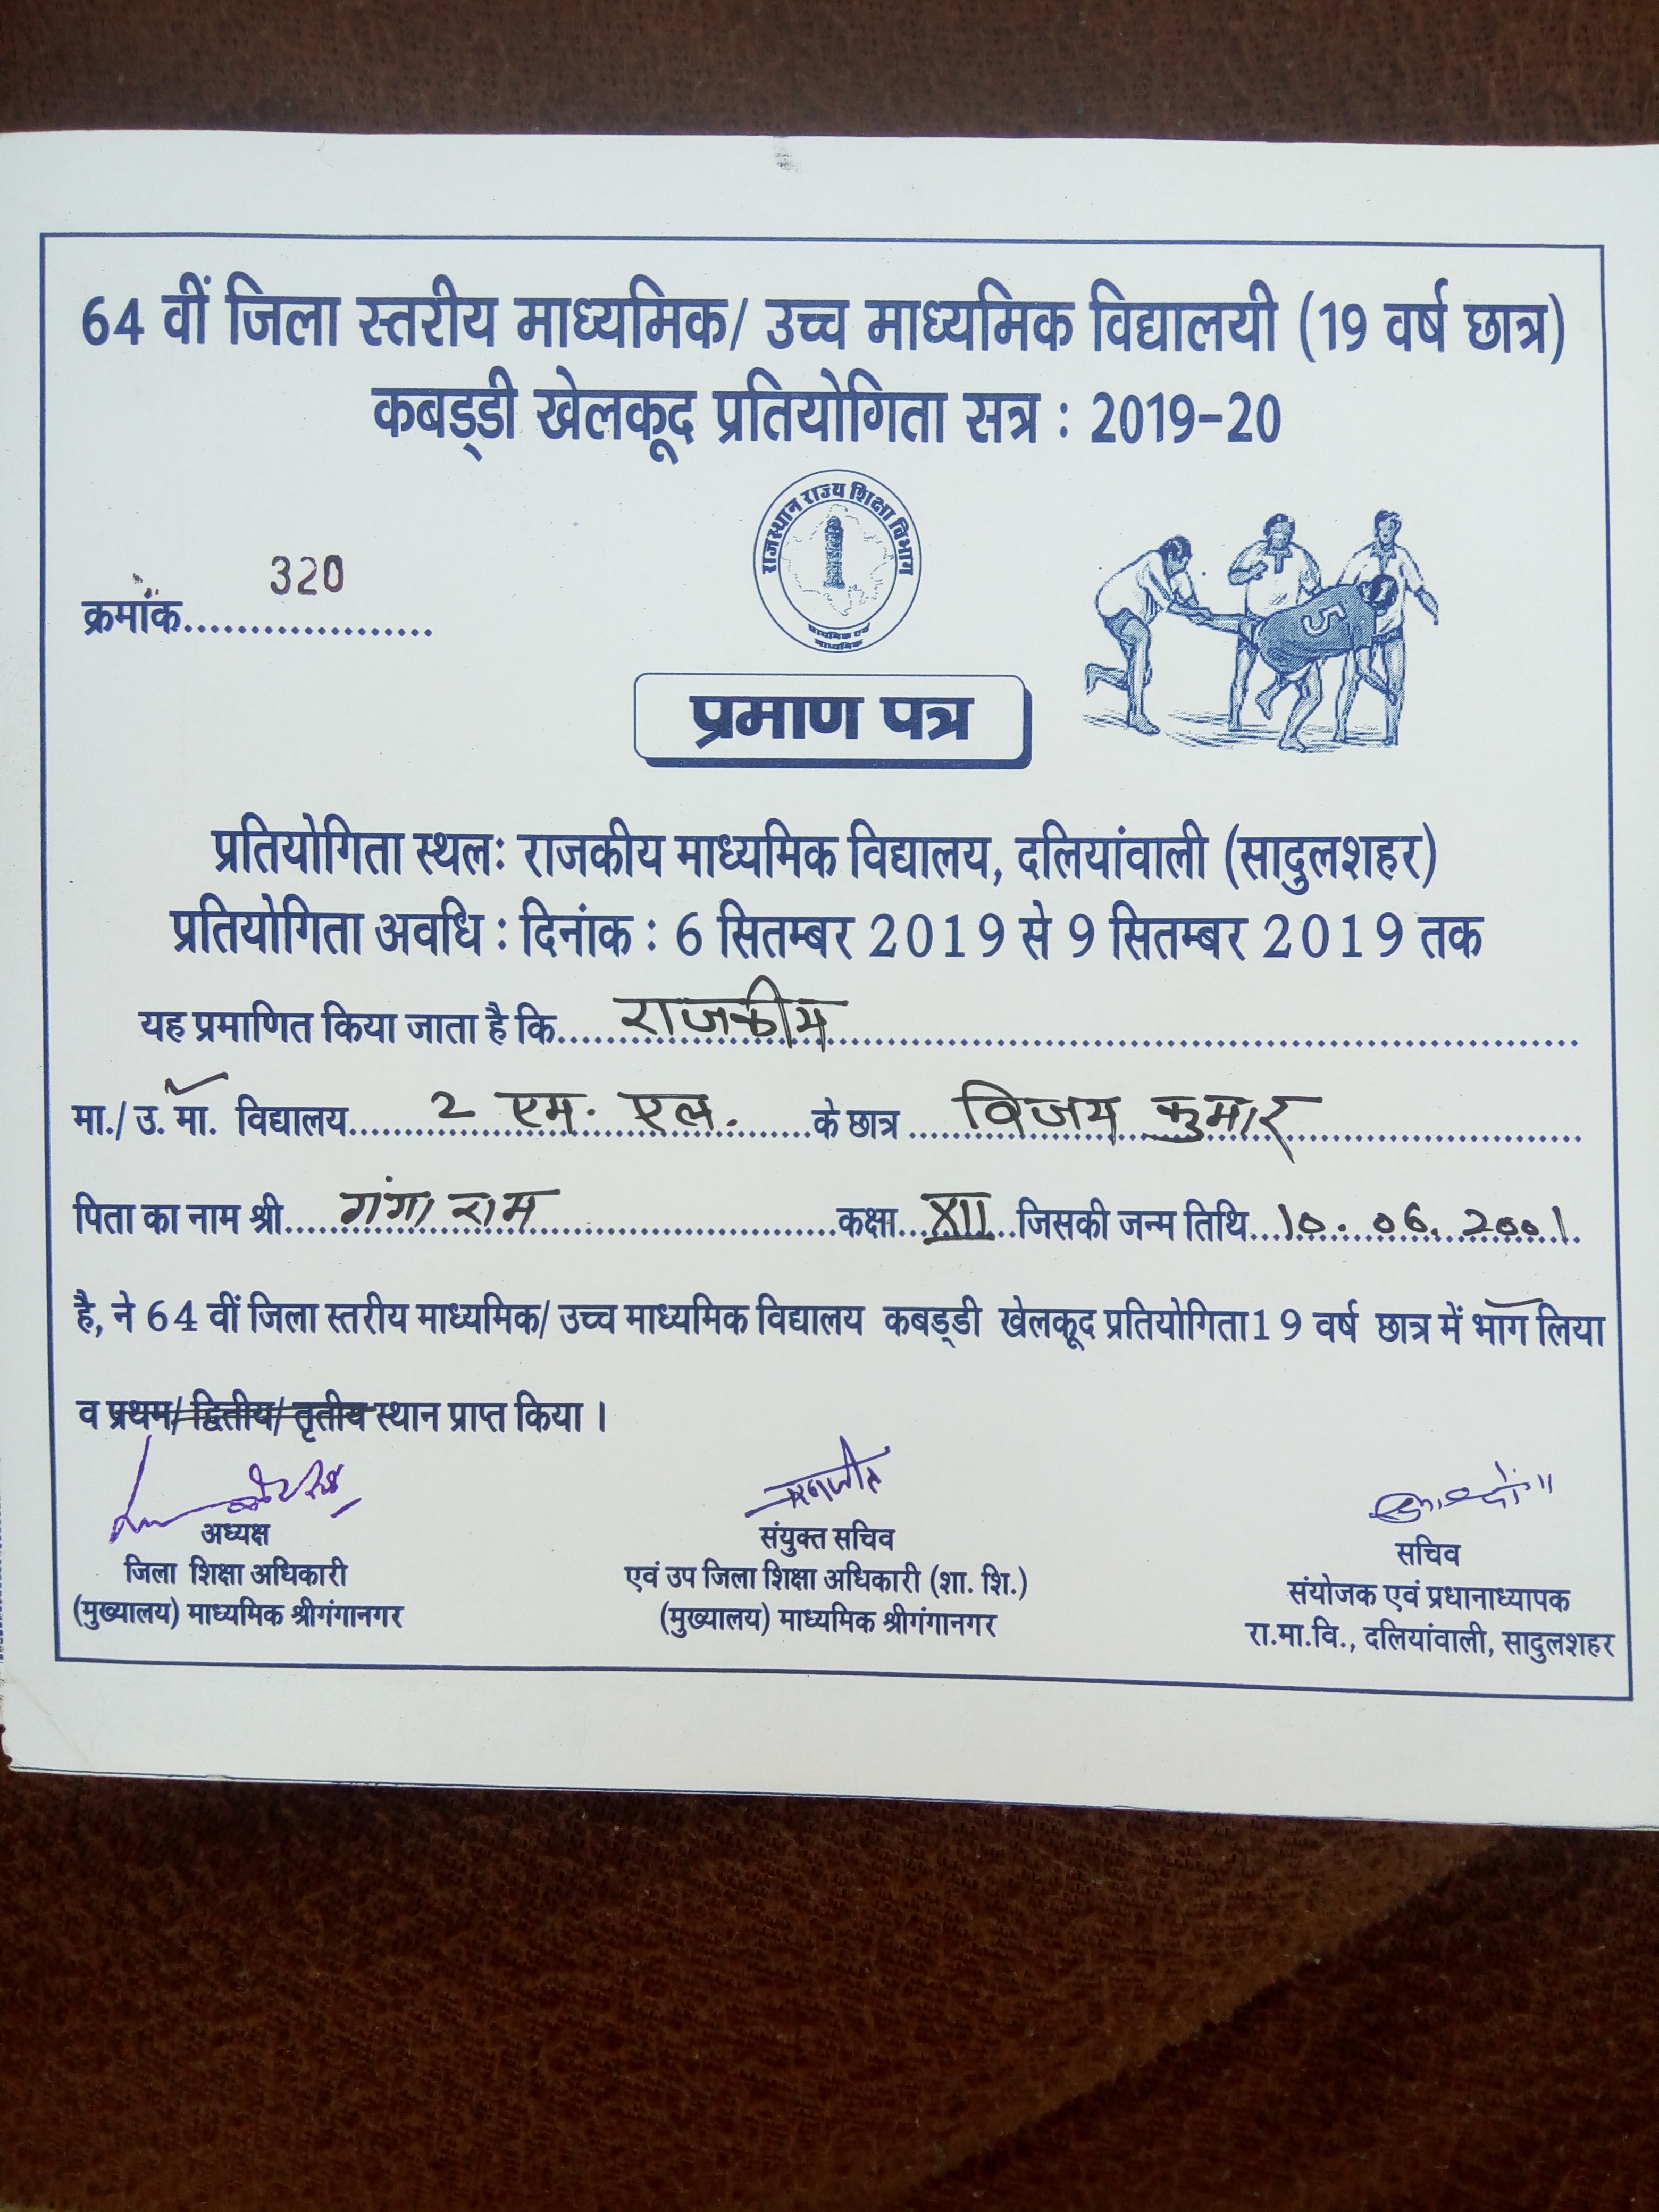 64 वीं जिला स्तरीय माध्यमिक/ उच्च माध्यमिक विद्यालयी (19 वर्ष छात्र)
कबड्डी खेलकूद प्रतियोगिता सत्र : 2019-20
राजस्थान राज्य शिक्षा विभाग
प्राथमिक एवं
माध्यमिक
320
क्रमांक...................
5
प्रमाण पत्र
प्रतियोगिता स्थलः राजकीय माध्यमिक विद्यालय, दलियांवाली (सादुलशहर)
प्रतियोगिता अवधि : दिनांक : 6 सितम्बर 2019 से 9 सितम्बर 2019 तक
यह प्रमाणित किया जाता है कि.....राजकीय.....
मा./ उ. मा. विद्यालय.....2 एम. एल......के छात्र.....विजय कुमार.....
पिता का नाम श्री.....गंगा राम.....कक्षा...XII...जिसकी जन्म तिथि...10.06.2001...
है, ने 64 वीं जिला स्तरीय माध्यमिक/ उच्च माध्यमिक विद्यालय कबड्डी खेलकूद प्रतियोगिता 19 वर्ष छात्र में भाग लिया
व प्रथम/ द्वितीय/ तृतीय स्थान प्राप्त किया ।
अध्यक्ष
जिला शिक्षा अधिकारी
(मुख्यालय) माध्यमिक श्रीगंगानगर
संयुक्त सचिव
एवं उप जिला शिक्षा अधिकारी (शा. शि.)
(मुख्यालय) माध्यमिक श्रीगंगानगर
सचिव
संयोजक एवं प्रधानाध्यापक
रा.मा.वि., दलियांवाली, सादुलशहर